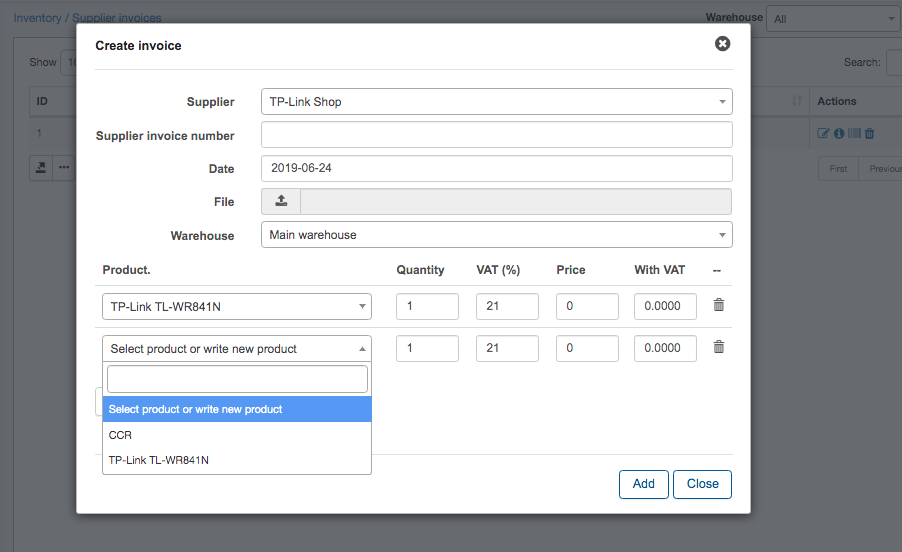 Inventory / Supplier invoices
Warehouse All
Create invoice
Show 10
Search:
Supplier TP-Link Shop
ID
Actions
Supplier invoice number
1
Date 2019-06-24
First Previous
File
Warehouse Main warehouse
Product. Quantity VAT (%) Price With VAT --
TP-Link TL-WR841N 1 21 0 0.0000
Select product or write new product 1 21 0 0.0000
Select product or write new product
CCR
TP-Link TL-WR841N
Add Close